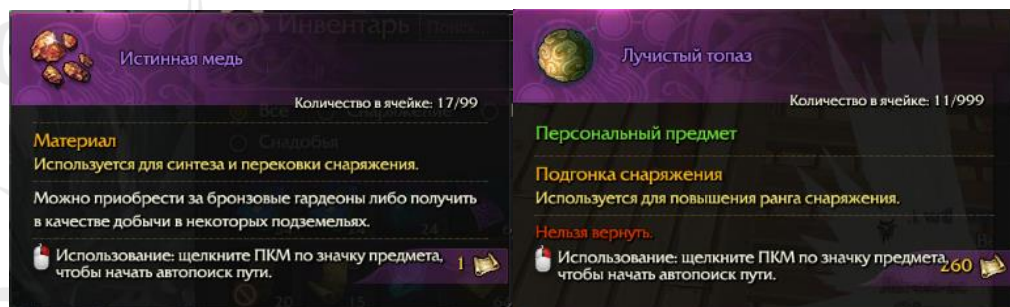 Инвентарь
Истинная медь
Количество в ячейке: 17/99
Материал
Используется для синтеза и перековки снаряжения.
Можно приобрести за бронзовые гардеоны либо получить
в качестве добычи в некоторых подземельях.
Использование: щелкните ПКМ по значку предмета,
чтобы начать автопоиск пути.
1
Лучистый топаз
Количество в ячейке: 11/999
Персональный предмет
Подгонка снаряжения
Используется для повышения ранга снаряжения.
Нельзя вернуть.
Использование: щелкните ПКМ по значку предмета,
чтобы начать автопоиск пути.
260